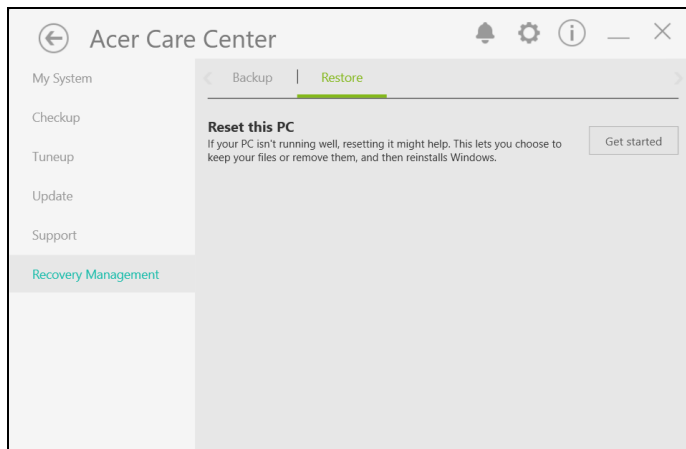 Acer Care Center
My System
Backup
Restore
Checkup
Reset this PC
If your PC isn't running well, resetting it might help. This lets you choose to
keep your files or remove them, and then reinstalls Windows.
Get started
Tuneup
Update
Support
Recovery Management